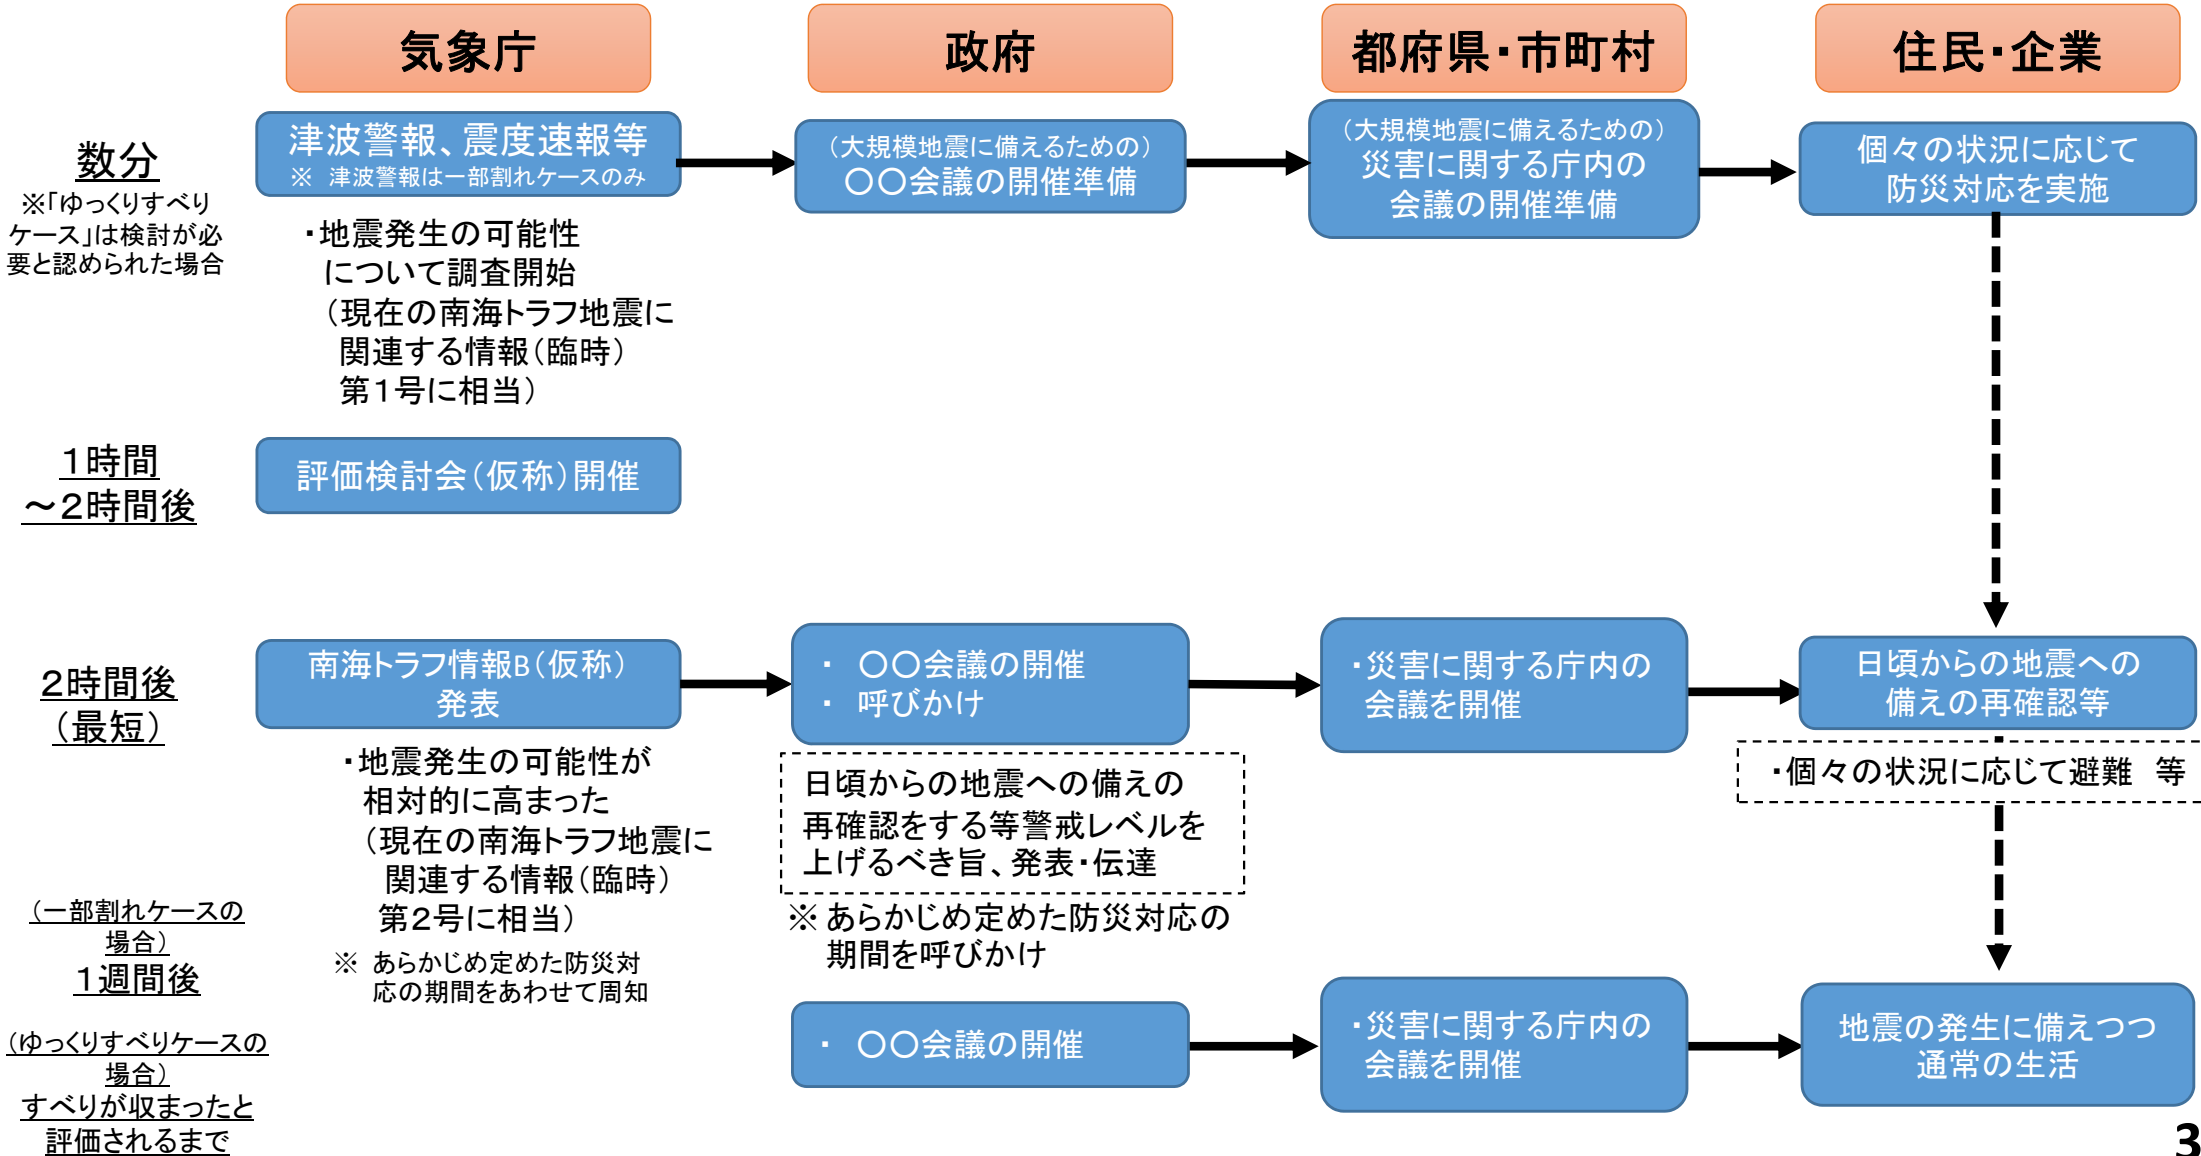 気象庁
政府
都府県・市町村
住民・企業
数分
※「ゆっくりすべり
ケース」は検討が必
要と認められた場合
津波警報、震度速報等
※ 津波警報は一部割れケースのみ
・地震発生の可能性
について調査開始
(現在の南海トラフ地震に
関連する情報(臨時)
第1号に相当)
(大規模地震に備えるための)
〇〇会議の開催準備
(大規模地震に備えるための)
災害に関する庁内の
会議の開催準備
個々の状況に応じて
防災対応を実施
1時間
～2時間後
評価検討会(仮称)開催
2時間後
(最短)
南海トラフ情報B(仮称)
発表
・地震発生の可能性が
相対的に高まった
(現在の南海トラフ地震に
関連する情報(臨時)
第2号に相当)
※ あらかじめ定めた防災対
応の期間をあわせて周知
・ 〇〇会議の開催
・ 呼びかけ
日頃からの地震への備えの
再確認をする等警戒レベルを
上げるべき旨、発表・伝達
※あらかじめ定めた防災対応の
期間を呼びかけ
・災害に関する庁内の
会議を開催
日頃からの地震への
備えの再確認等
・個々の状況に応じて避難 等
(一部割れケースの
場合)
1週間後
(ゆっくりすべりケースの
場合)
すべりが収まったと
評価されるまで
・ 〇〇会議の開催
・災害に関する庁内の
会議を開催
地震の発生に備えつつ
通常の生活
3